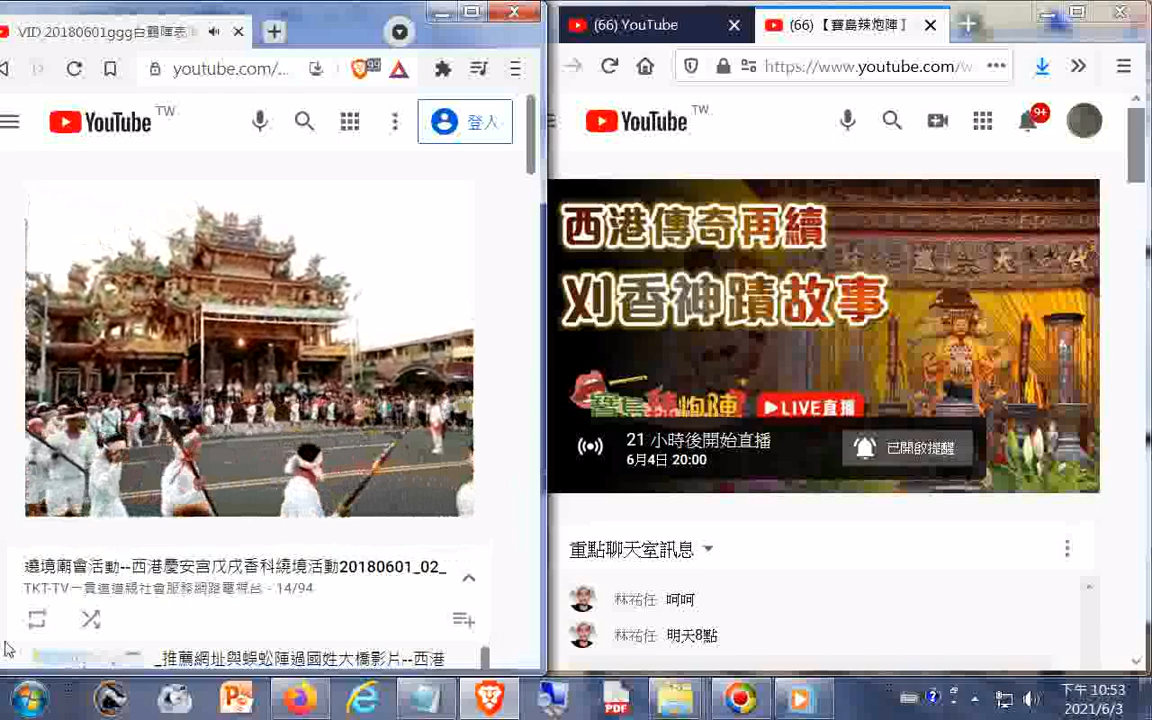 VID 20180601ggg白鶴陣表
youtube.com/...
99
YouTube TW
登入
遶境廟會活動--西港慶安宮戊戌香科繞境活動20180601_02_
TKT-TV一貫道道親社會服務網路電視台 - 14/94
_推薦網址與蜈蚣陣過國姓大橋影片--西港
(66) YouTube
(66)【寶島辣炮陣】
https://www.youtube.com/w
YouTube TW
9+
西港傳奇再續
刈香神蹟故事
寶島辣炮陣
LIVE直播
21 小時後開始直播
6月4日 20:00
已開啟提醒
重點聊天室訊息
林祐任 呵呵
林祐任 明天8點
PDF
下午 10:53
2021/6/3